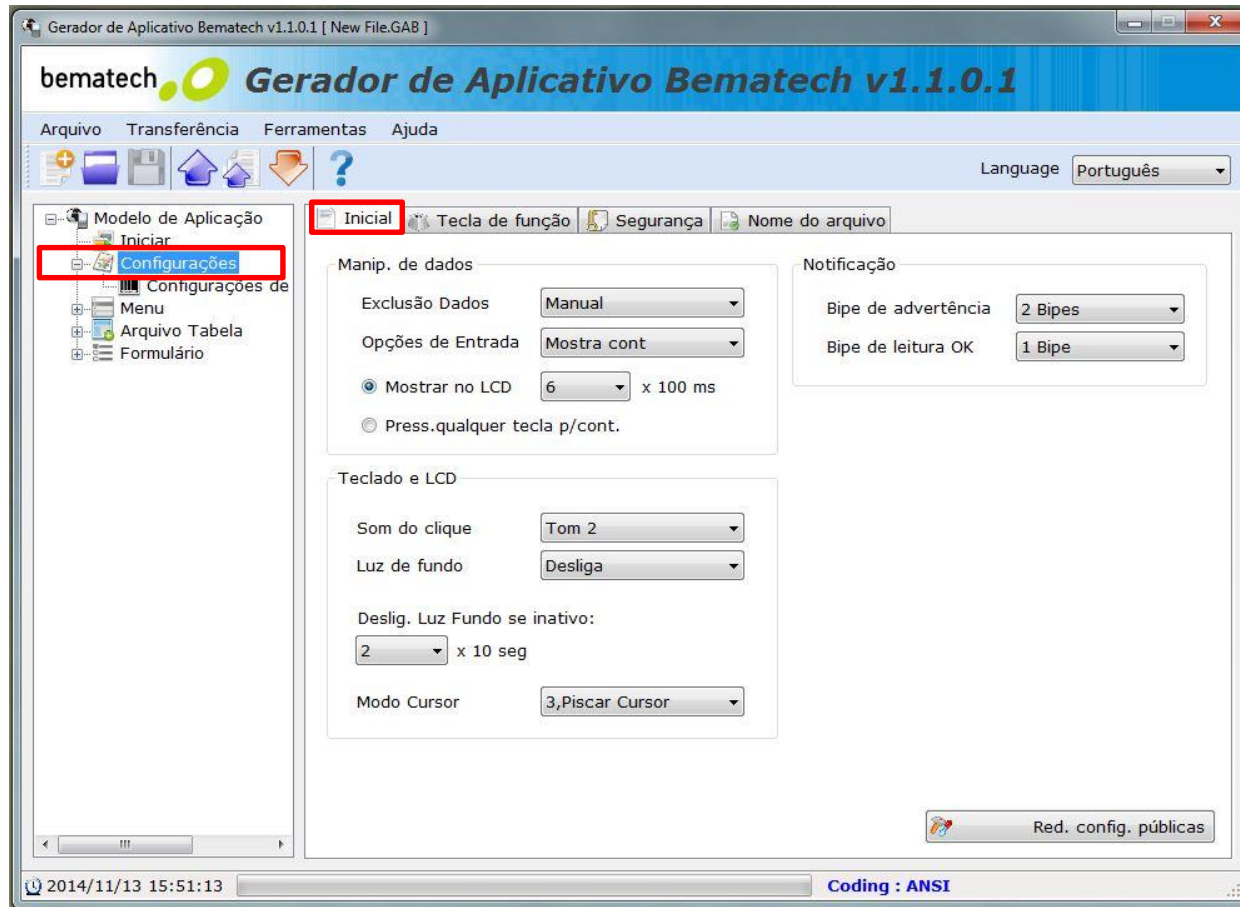 Gerador de Aplicativo Bematech v1.1.0.1 [ New File.GAB ]
bematech Gerador de Aplicativo Bematech v1.1.0.1
Arquivo Transferência Ferramentas Ajuda
Language Português
Modelo de Aplicação
Iniciar
Configurações
Configurações de
Menu
Arquivo Tabela
Formulário
Inicial Tecla de função Segurança Nome do arquivo
Manip. de dados
Exclusão Dados Manual
Opções de Entrada Mostra cont
Mostrar no LCD 6 x 100 ms
Press.qualquer tecla p/cont.
Notificação
Bipe de advertência 2 Bipes
Bipe de leitura OK 1 Bipe
Teclado e LCD
Som do clique Tom 2
Luz de fundo Desliga
Deslig. Luz Fundo se inativo:
2 x 10 seg
Modo Cursor 3,Piscar Cursor
Red. config. públicas
2014/11/13 15:51:13 Coding : ANSI